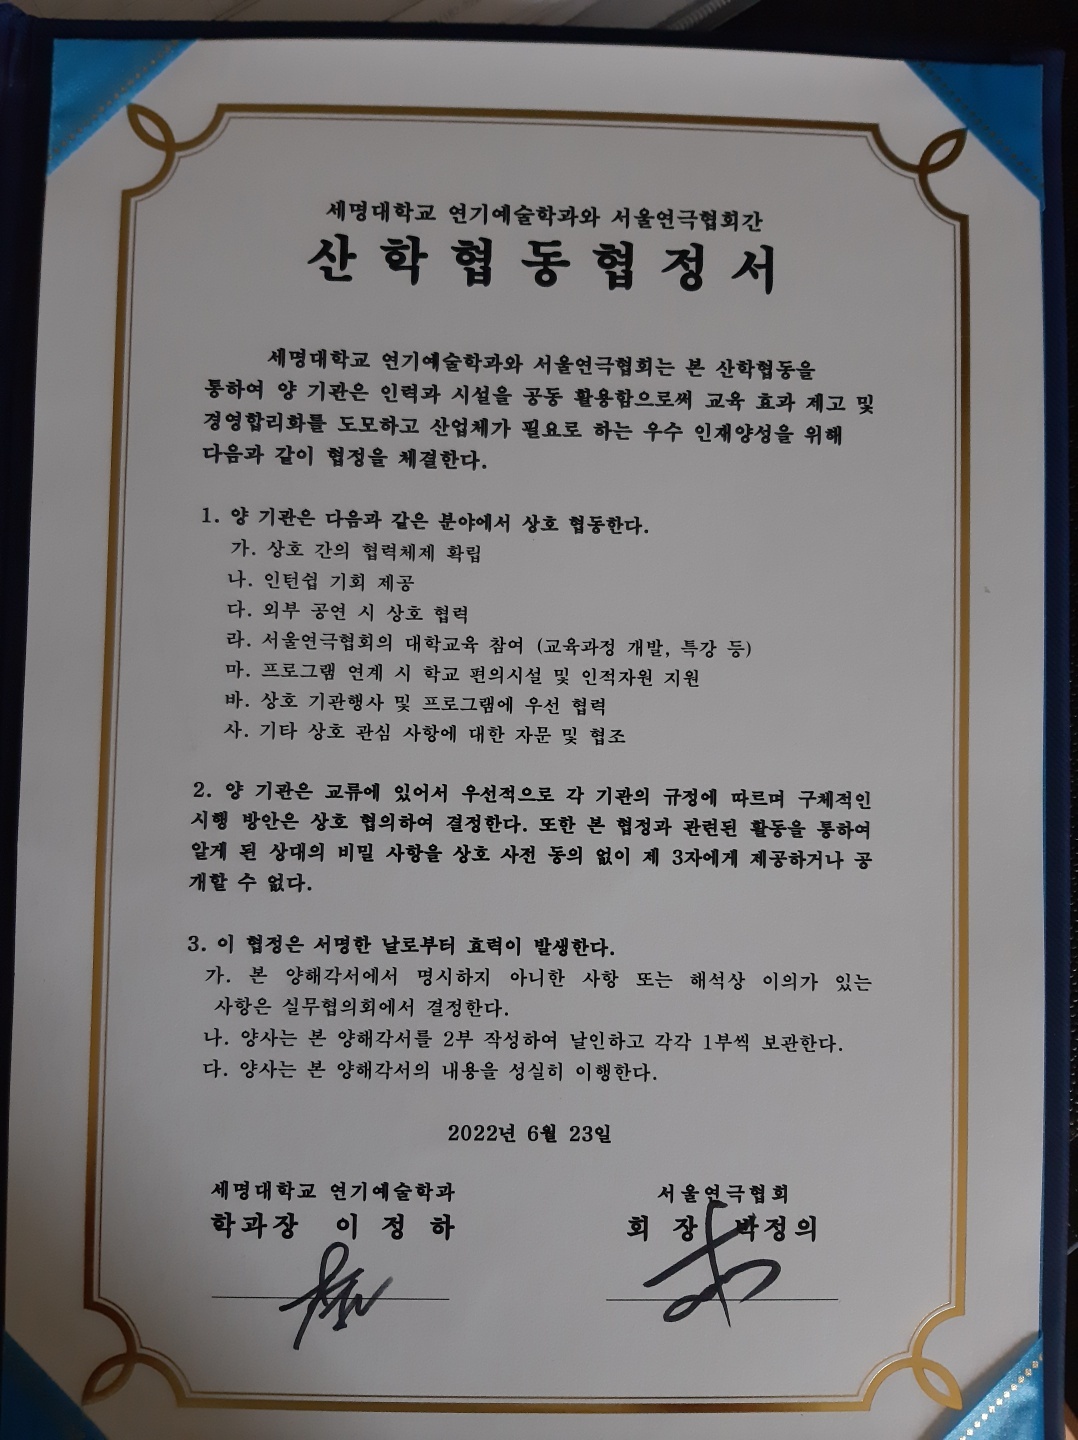 세명대학교 연기예술학과와 서울연극협회간
산 학 협 동 협 정 서
세명대학교 연기예술학과와 서울연극협회는 본 산학협동을
통하여 양 기관은 인력과 시설을 공동 활용함으로써 교육 효과 제고 및
경영합리화를 도모하고 산업체가 필요로 하는 우수 인재양성을 위해
다음과 같이 협정을 체결한다.
1. 양 기관은 다음과 같은 분야에서 상호 협동한다.
가. 상호 간의 협력체제 확립
나. 인턴쉽 기회 제공
다. 외부 공연 시 상호 협력
라. 서울연극협회의 대학교육 참여 (교육과정 개발, 특강 등)
마. 프로그램 연계 시 학교 편의시설 및 인적자원 지원
바. 상호 기관행사 및 프로그램에 우선 협력
사. 기타 상호 관심 사항에 대한 자문 및 협조
2. 양 기관은 교류에 있어서 우선적으로 각 기관의 규정에 따르며 구체적인
시행 방안은 상호 협의하여 결정한다. 또한 본 협정과 관련된 활동을 통하여
알게 된 상대의 비밀 사항을 상호 사전 동의 없이 제 3자에게 제공하거나 공
개할 수 없다.
3. 이 협정은 서명한 날로부터 효력이 발생한다.
가. 본 양해각서에서 명시하지 아니한 사항 또는 해석상 이의가 있는
사항은 실무협의회에서 결정한다.
나. 양사는 본 양해각서를 2부 작성하여 날인하고 각각 1부씩 보관한다.
다. 양사는 본 양해각서의 내용을 성실히 이행한다.
2022년 6월 23일
세명대학교 연기예술학과
학과장 이 정 하
서울연극협회
회 장 박정의